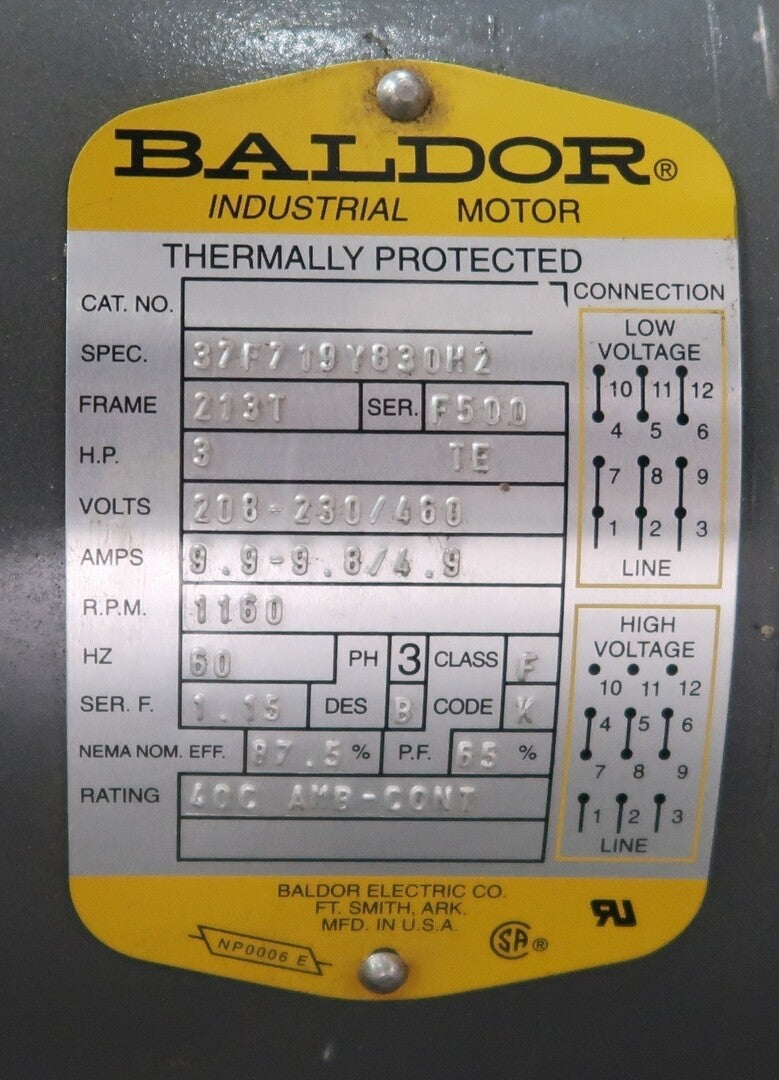 BALDOR®
INDUSTRIAL MOTOR
THERMALLY PROTECTED
CAT. NO.
SPEC. 37F719Y830H2
FRAME 213T SER. F500
H.P. 3 TE
VOLTS 208-230/460
AMPS 9.9-9.8/4.9
R.P.M. 1160
HZ 60 PH 3 CLASS F
SER. F. 1.15 DES B CODE K
NEMA NOM. EFF. 87.5 % P.F. 65 %
RATING 40C AMB-CONT
CONNECTION
LOW
VOLTAGE
10 11 12
4 5 6
7 8 9
1 2 3
LINE
HIGH
VOLTAGE
10 11 12
4 5 6
7 8 9
1 2 3
LINE
BALDOR ELECTRIC CO.
FT. SMITH, ARK.
MFD. IN U.S.A.
NP0006 E
SA ®
RU